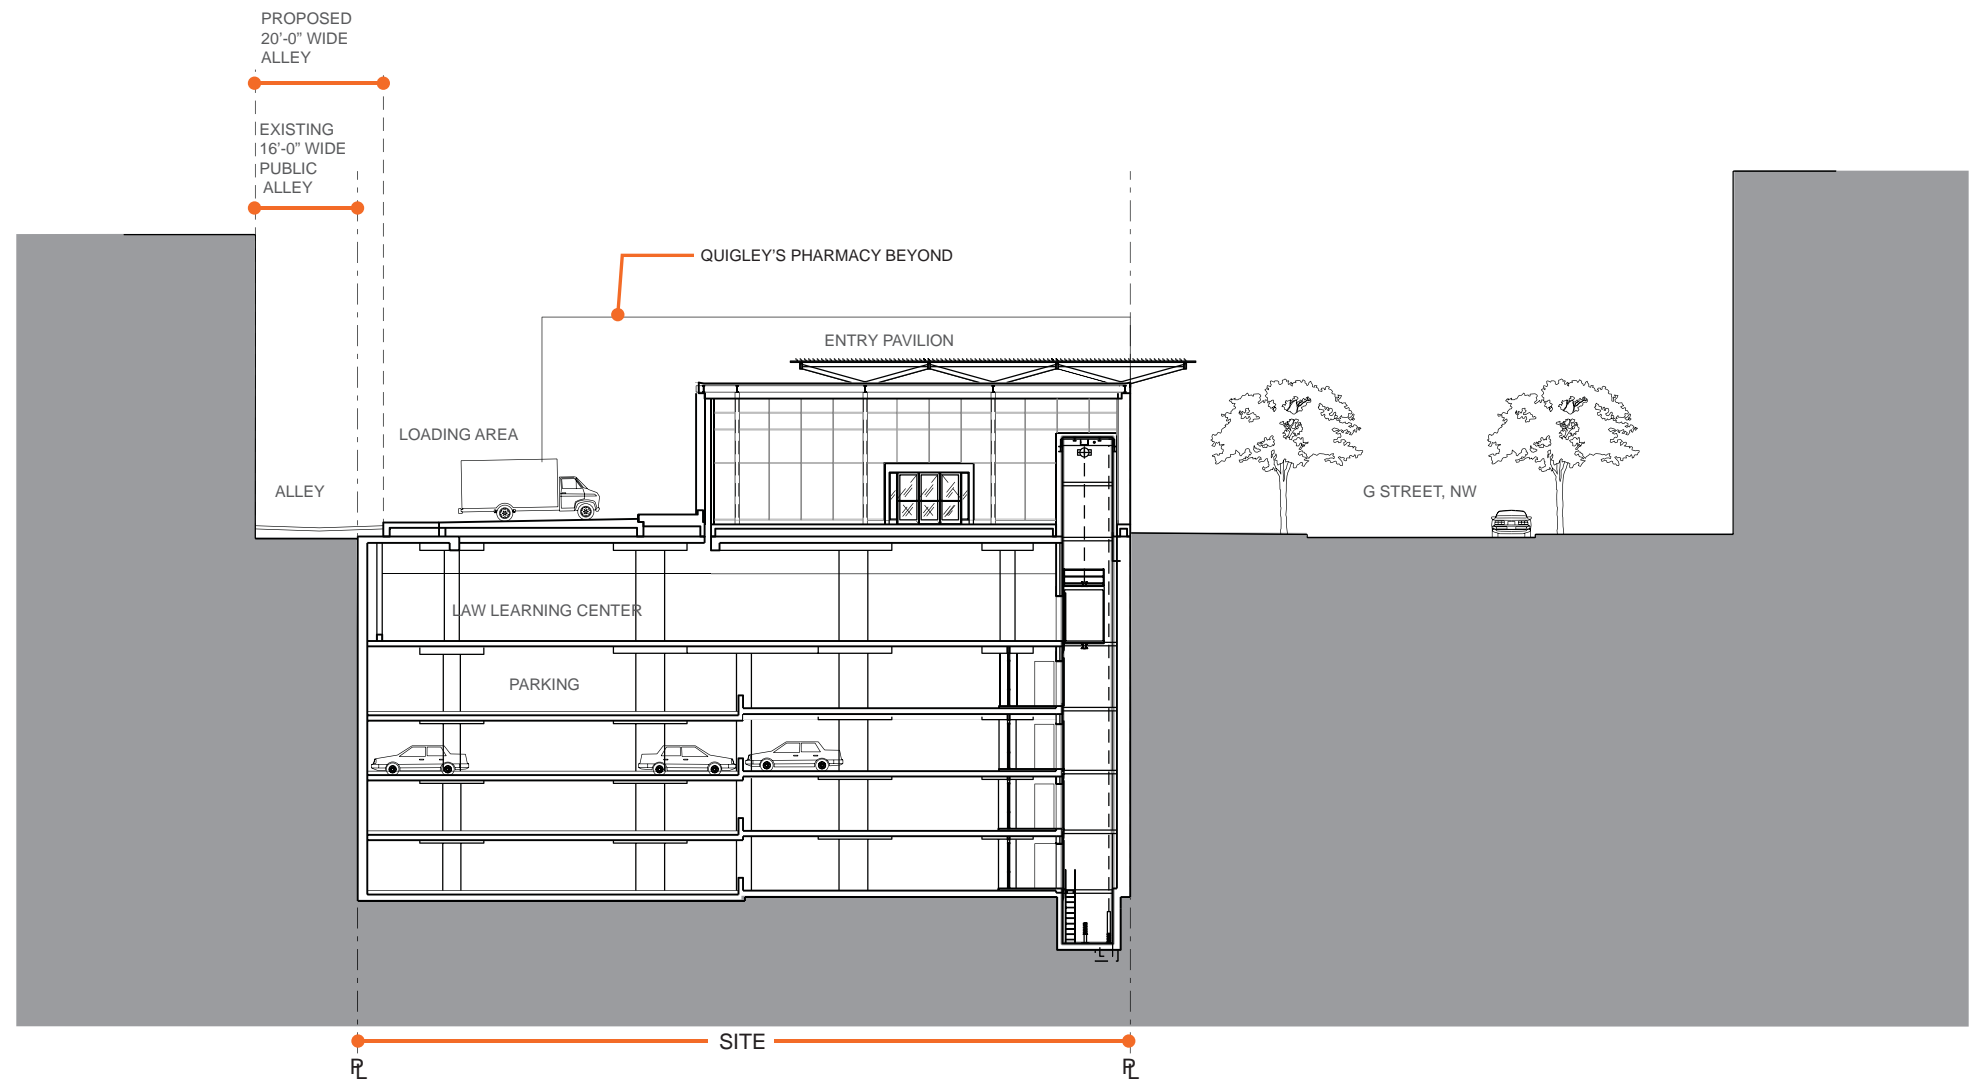 PROPOSED
20’-0” WIDE
ALLEY
EXISTING
16’-0” WIDE
PUBLIC
ALLEY
QUIGLEY’S PHARMACY BEYOND
ENTRY PAVILION
LOADING AREA
ALLEY
G STREET, NW
LAW LEARNING CENTER
PARKING
SITE
PL
PL